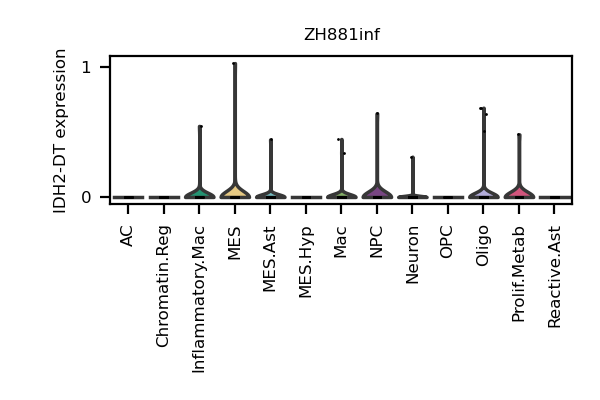 ZH881inf
IDH2-DT expression
1
0
AC
Chromatin.Reg
Inflammatory.Mac
MES
MES.Ast
MES.Hyp
Mac
NPC
Neuron
OPC
Oligo
Prolif.Metab
Reactive.Ast